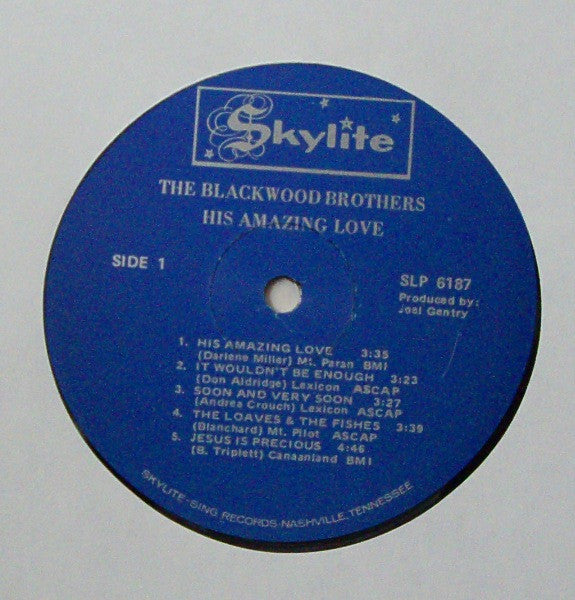 Skylite
THE BLACKWOOD BROTHERS
HIS AMAZING LOVE
SIDE 1
SLP 6187
Produced by:
Joel Gentry
1. HIS AMAZING LOVE 3:35
(Darlene Miller) Mt. Paran BMI
2. IT WOULDN'T BE ENOUGH 3:23
(Don Aldridge) Lexicon ASCAP
3. SOON AND VERY SOON 3:27
(Andrea Crouch) Lexicon ASCAP
4. THE LOAVES & THE FISHES 3:39
(Blanchard) Mt. Pilot ASCAP
5. JESUS IS PRECIOUS 4:46
(B. Triplett) Canaanland BMI
SKYLITE-SING RECORDS-NASHVILLE, TENNESSEE